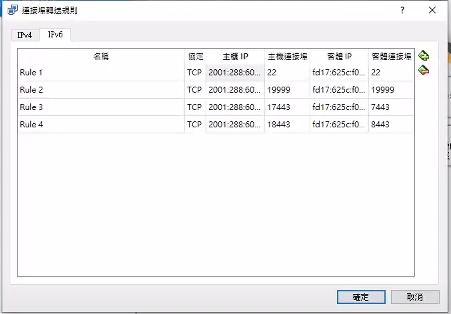 連接埠轉送規則
IPv4 IPv6
名稱 協定 主機 IP 主機連接埠 客體 IP 客體連接埠
Rule 1 TCP 2001:288:60... 22 fd17:625c:f0... 22
Rule 2 TCP 2001:288:60... 19999 fd17:625c:f0... 19999
Rule 3 TCP 2001:288:60... 17443 fd17:625c:f0... 7443
Rule 4 TCP 2001:288:60... 18443 fd17:625c:f0... 8443
確定 取消